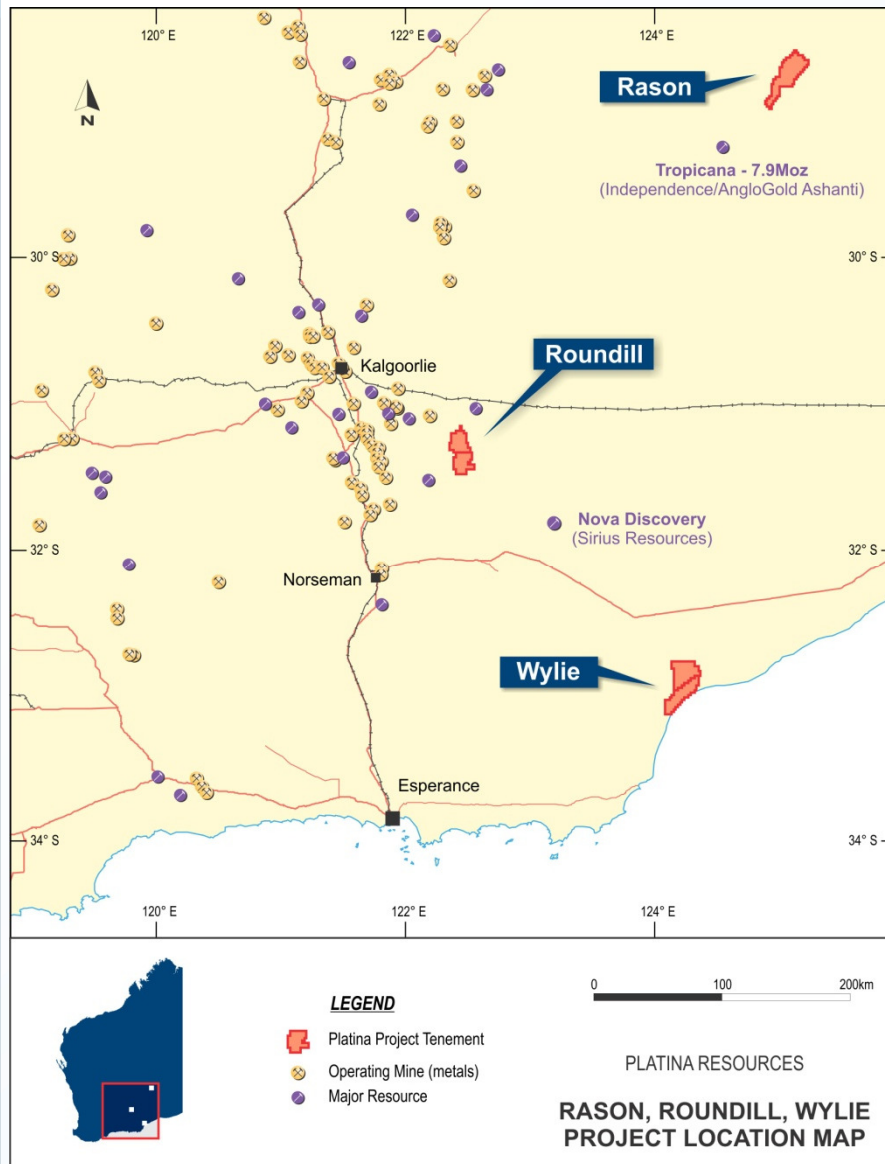 120° E
122° E
124° E
N
Rason
Tropicana - 7.9Moz
(Independence/AngloGold Ashanti)
30° S
30° S
Roundill
Kalgoorlie
Nova Discovery
(Sirius Resources)
32° S
32° S
Norseman
Wylie
Esperance
34° S
34° S
120° E
122° E
124° E
LEGEND
Platina Project Tenement
Operating Mine (metals)
Major Resource
0
100
200km
PLATINA RESOURCES
RASON, ROUNDILL, WYLIE
PROJECT LOCATION MAP